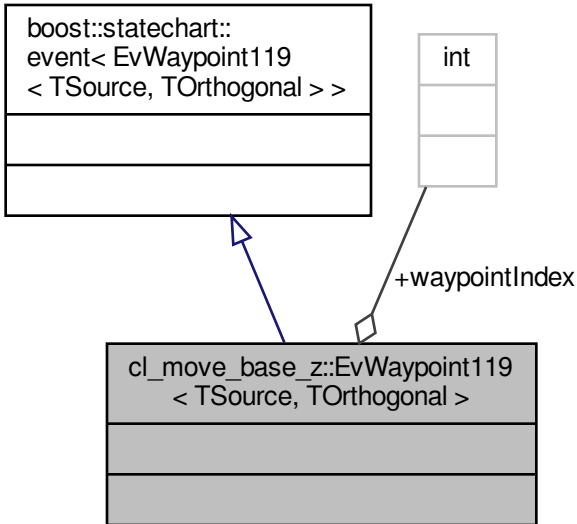 boost::statechart::
event< EvWaypoint119
< TSource, TOrthogonal > >
int
+waypointIndex
cl_move_base_z::EvWaypoint119
< TSource, TOrthogonal >